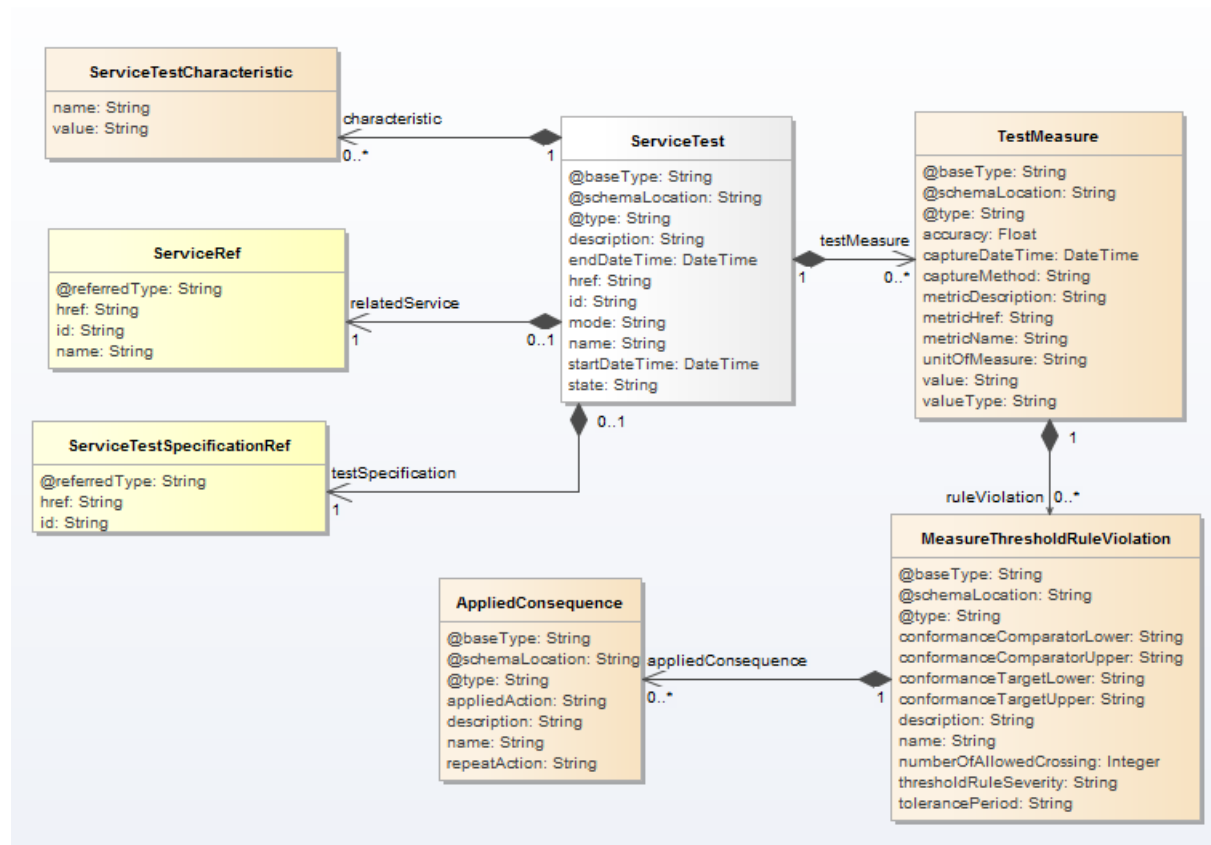 ServiceTestCharacteristic
name: String
value: String
characteristic
0..*
1
ServiceTest
@baseType: String
@schemaLocation: String
@type: String
description: String
endDateTime: DateTime
href: String
id: String
mode: String
name: String
startDateTime: DateTime
state: String
testMeasure
1
0..*
TestMeasure
@baseType: String
@schemaLocation: String
@type: String
accuracy: Float
captureDateTime: DateTime
captureMethod: String
metricDescription: String
metricHref: String
metricName: String
unitOfMeasure: String
value: String
valueType: String
ServiceRef
@referredType: String
href: String
id: String
name: String
relatedService
1
0..1
ServiceTestSpecificationRef
@referredType: String
href: String
id: String
testSpecification
1
0..1
1
ruleViolation
0..*
MeasureThresholdRuleViolation
@baseType: String
@schemaLocation: String
@type: String
conformanceComparatorLower: String
conformanceComparatorUpper: String
conformanceTargetLower: String
conformanceTargetUpper: String
description: String
name: String
numberOfAllowedCrossing: Integer
thresholdRuleSeverity: String
tolerancePeriod: String
AppliedConsequence
@baseType: String
@schemaLocation: String
@type: String
appliedAction: String
description: String
name: String
repeatAction: String
appliedConsequence
0..*
1